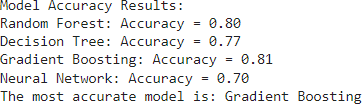 Model Accuracy Results:
Random Forest: Accuracy = 0.80
Decision Tree: Accuracy = 0.77
Gradient Boosting: Accuracy = 0.81
Neural Network: Accuracy = 0.70
The most accurate model is: Gradient Boosting